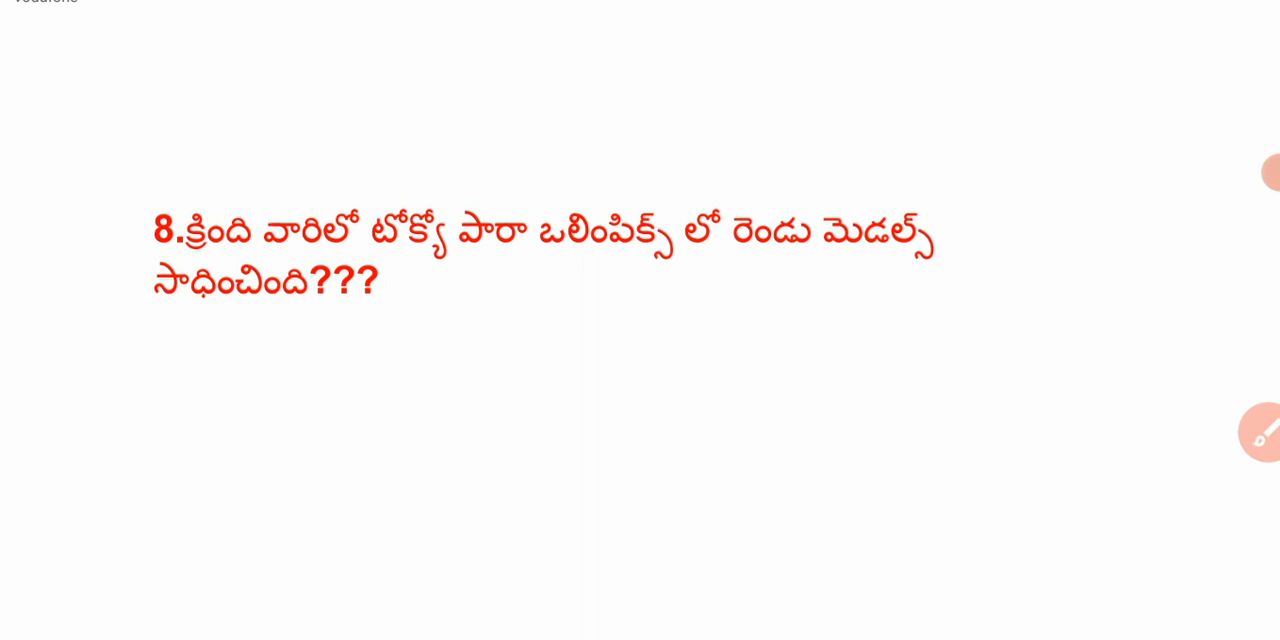 8.క్రింది వారిలో టోక్యో పారా ఒలింపిక్స్ లో రెండు మెడల్స్
సాధించింది???